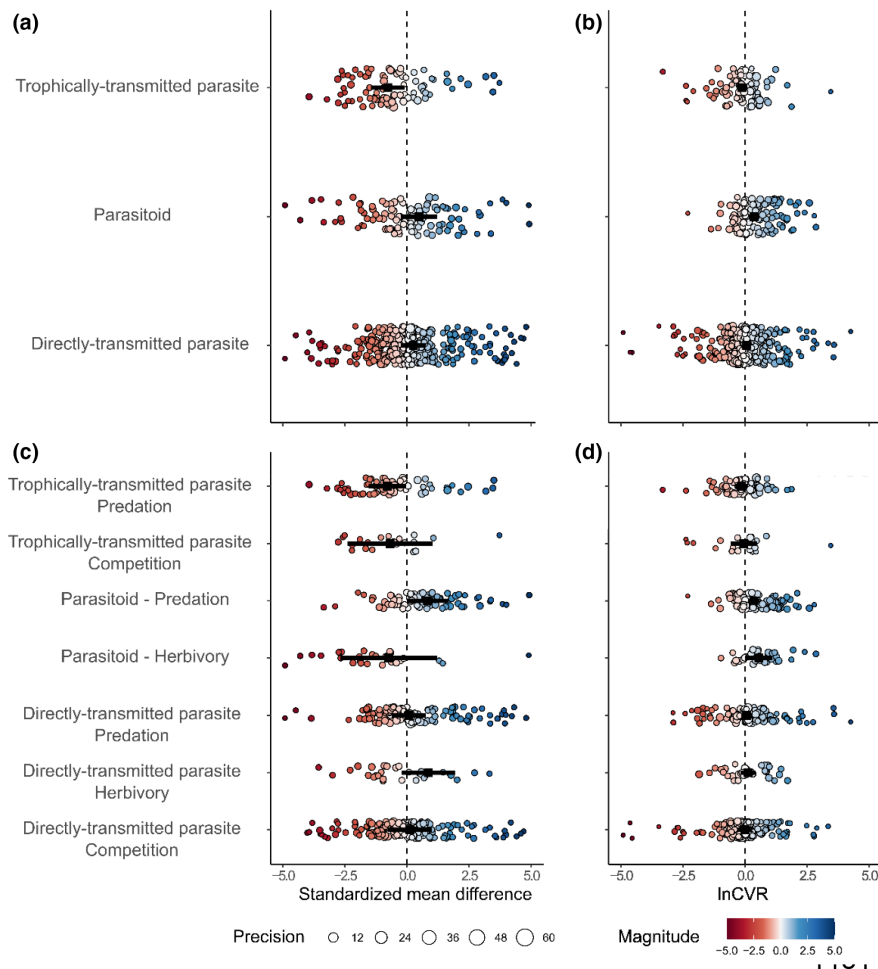 (a)
(b)
Trophically-transmitted parasite
Parasitoid
Directly-transmitted parasite
(c)
(d)
Trophically-transmitted parasite
Predation
Trophically-transmitted parasite
Competition
Parasitoid - Predation
Parasitoid - Herbivory
Directly-transmitted parasite
Predation
Directly-transmitted parasite
Herbivory
Directly-transmitted parasite
Competition
−5.0 −2.5 0.0 2.5 5.0
−5.0 −2.5 0.0 2.5 5.0
Standardized mean difference
lnCVR
Precision 12 24 36 48 60
Magnitude
−5.0 −2.5 0.0 2.5 5.0